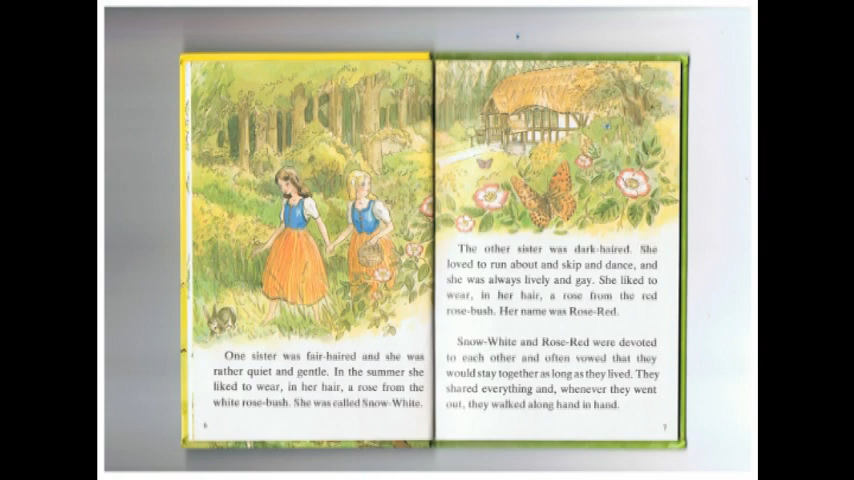 One sister was fair-haired and she was
rather quiet and gentle. In the summer she
liked to wear, in her hair, a rose from the
white rose-bush. She was called Snow-White.
6
The other sister was dark-haired. She
loved to run about and skip and dance, and
she was always lively and gay. She liked to
wear, in her hair, a rose from the red
rose-bush. Her name was Rose-Red.
Snow-White and Rose-Red were devoted
to each other and often vowed that they
would stay together as long as they lived. They
shared everything and, whenever they went
out, they walked along hand in hand.
7